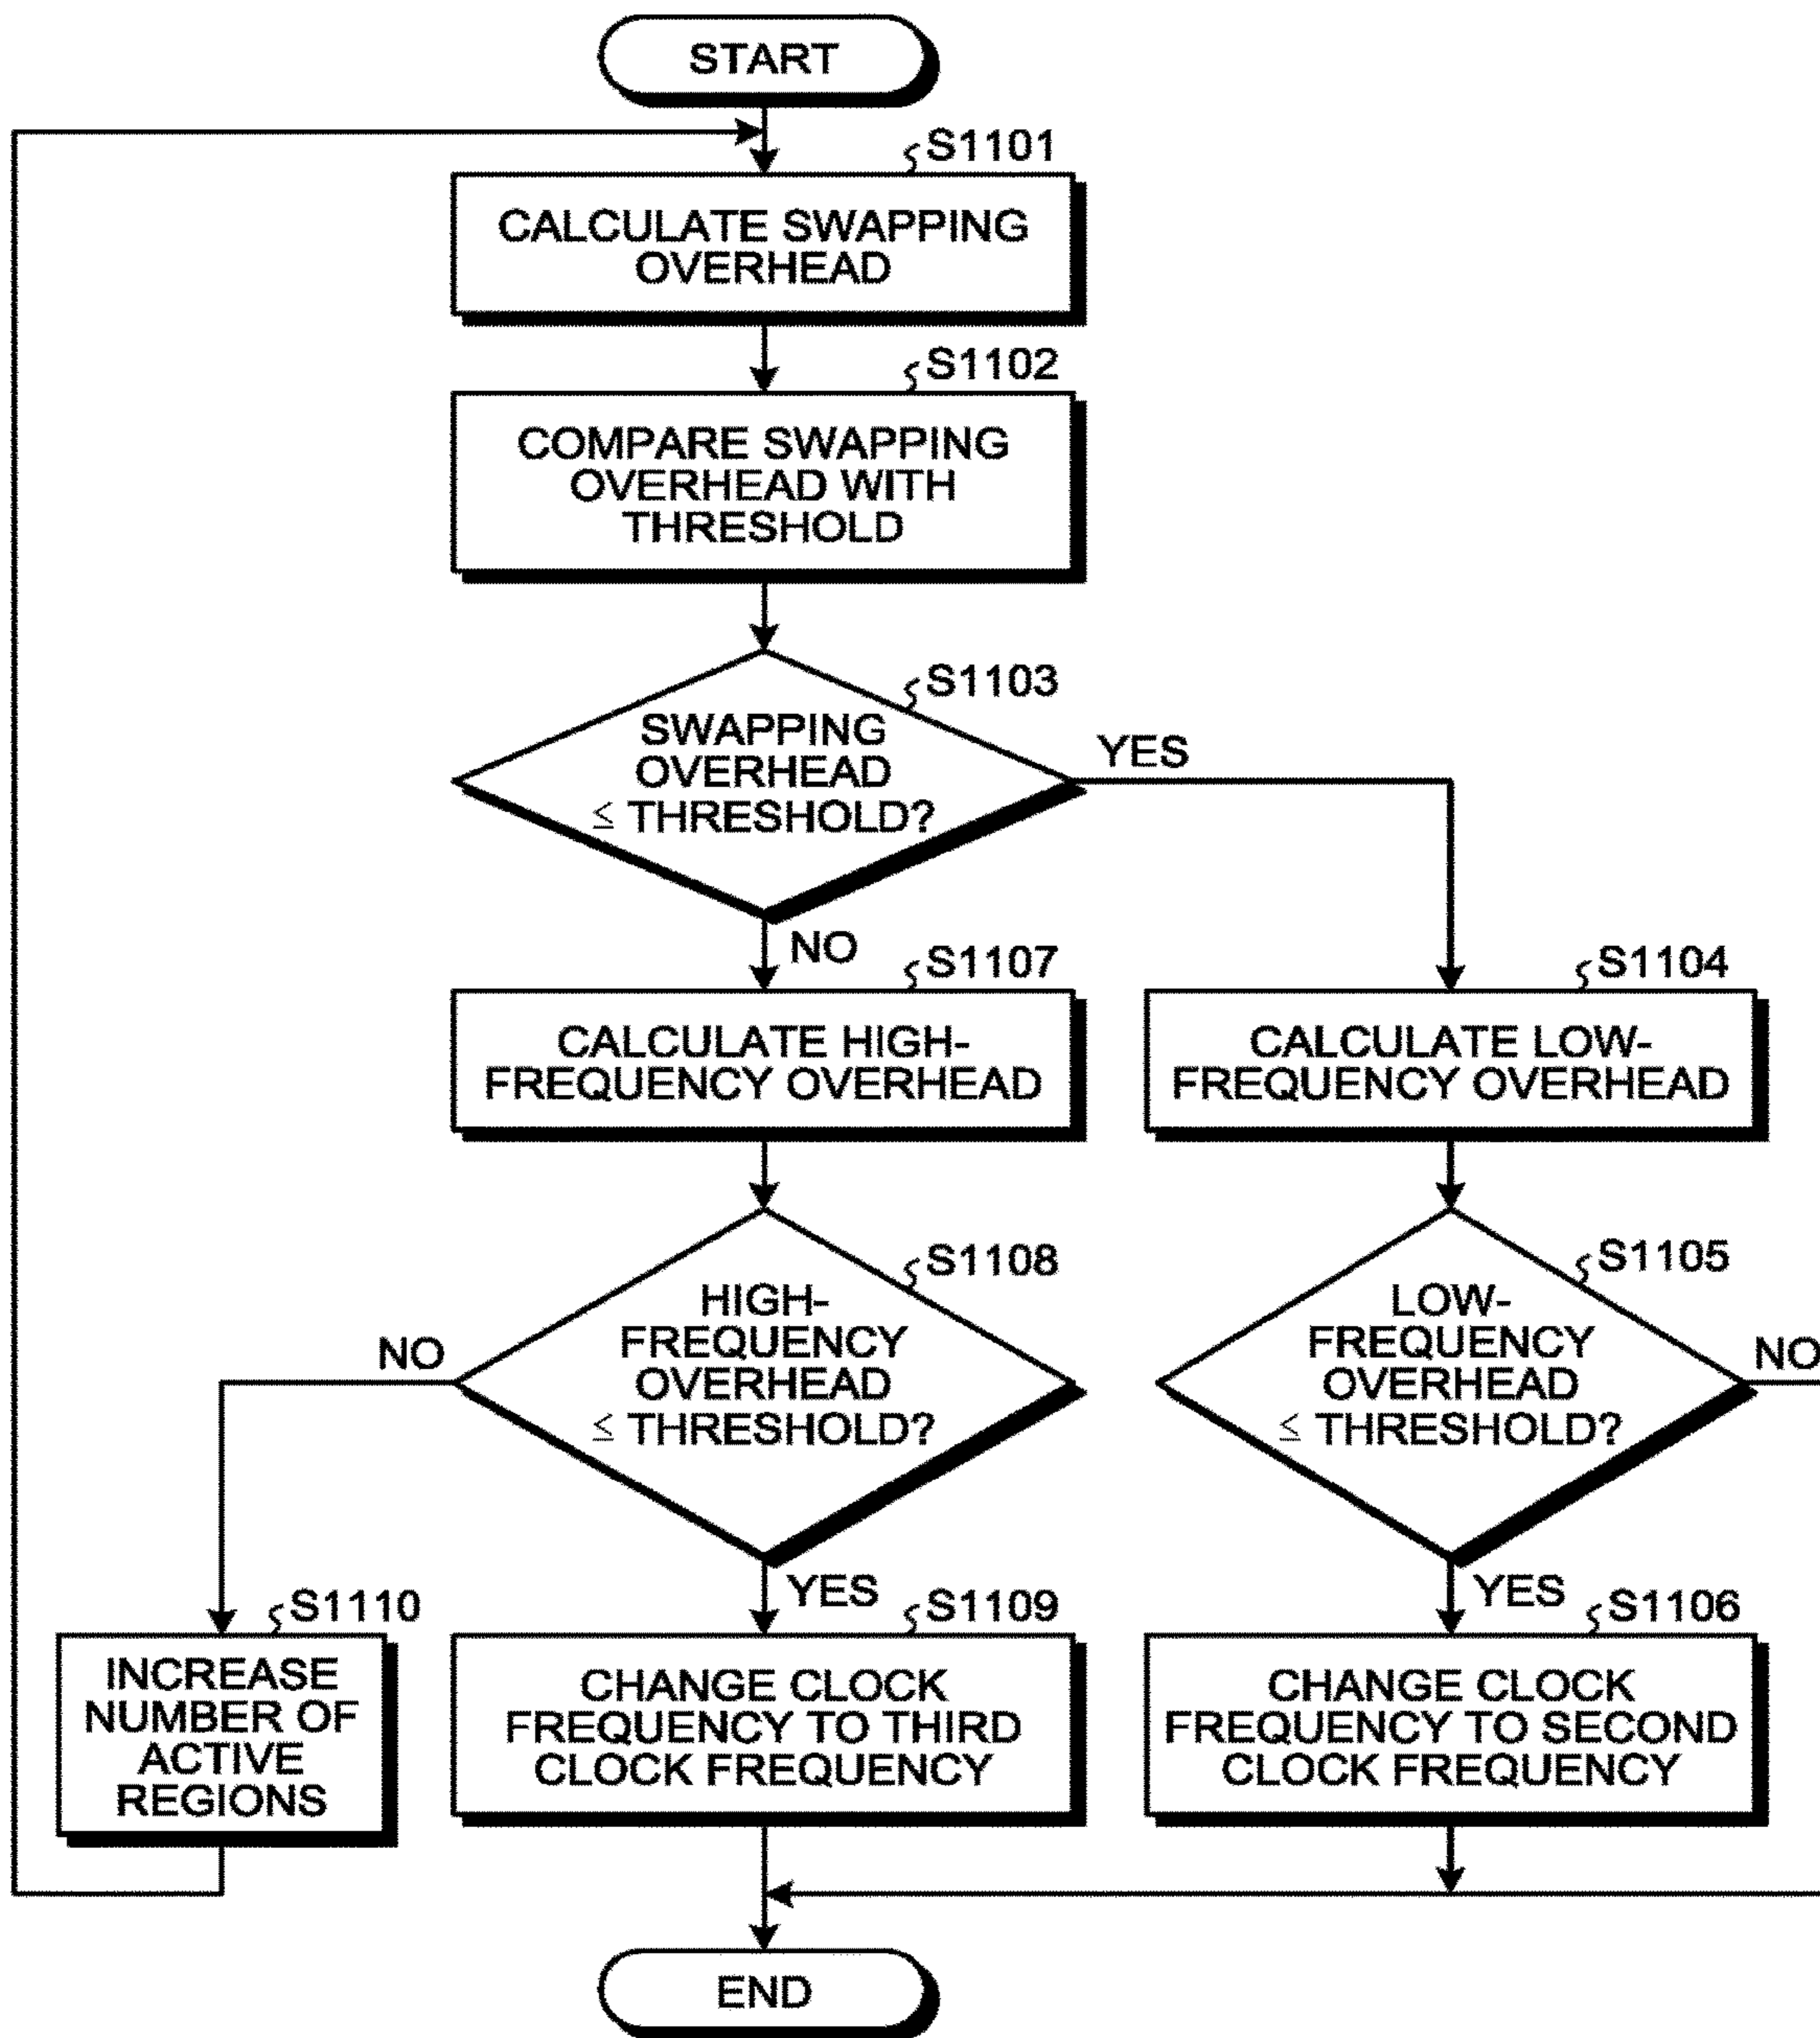 START
S1101
CALCULATE SWAPPING
OVERHEAD
S1102
COMPARE SWAPPING
OVERHEAD WITH
THRESHOLD
S1103
SWAPPING
OVERHEAD
≤ THRESHOLD?
YES
NO
S1107
CALCULATE HIGH-
FREQUENCY OVERHEAD
S1104
CALCULATE LOW-
FREQUENCY OVERHEAD
S1108
HIGH-
FREQUENCY
OVERHEAD
≤ THRESHOLD?
NO
YES
S1105
LOW-
FREQUENCY
OVERHEAD
≤ THRESHOLD?
NO
YES
S1110
INCREASE
NUMBER OF
ACTIVE
REGIONS
S1109
CHANGE CLOCK
FREQUENCY TO THIRD
CLOCK FREQUENCY
S1106
CHANGE CLOCK
FREQUENCY TO SECOND
CLOCK FREQUENCY
END